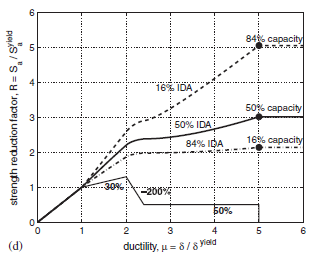 6
5
4
3
2
1
0
0 1 2 3 4 5 6
strength reduction factor, R = S_a / S_a^yield
84% capacity
16% IDA
50% capacity
50% IDA
84% IDA
16% capacity
30%
-200%
50%
(d)
ductility, μ = δ / δ^yield